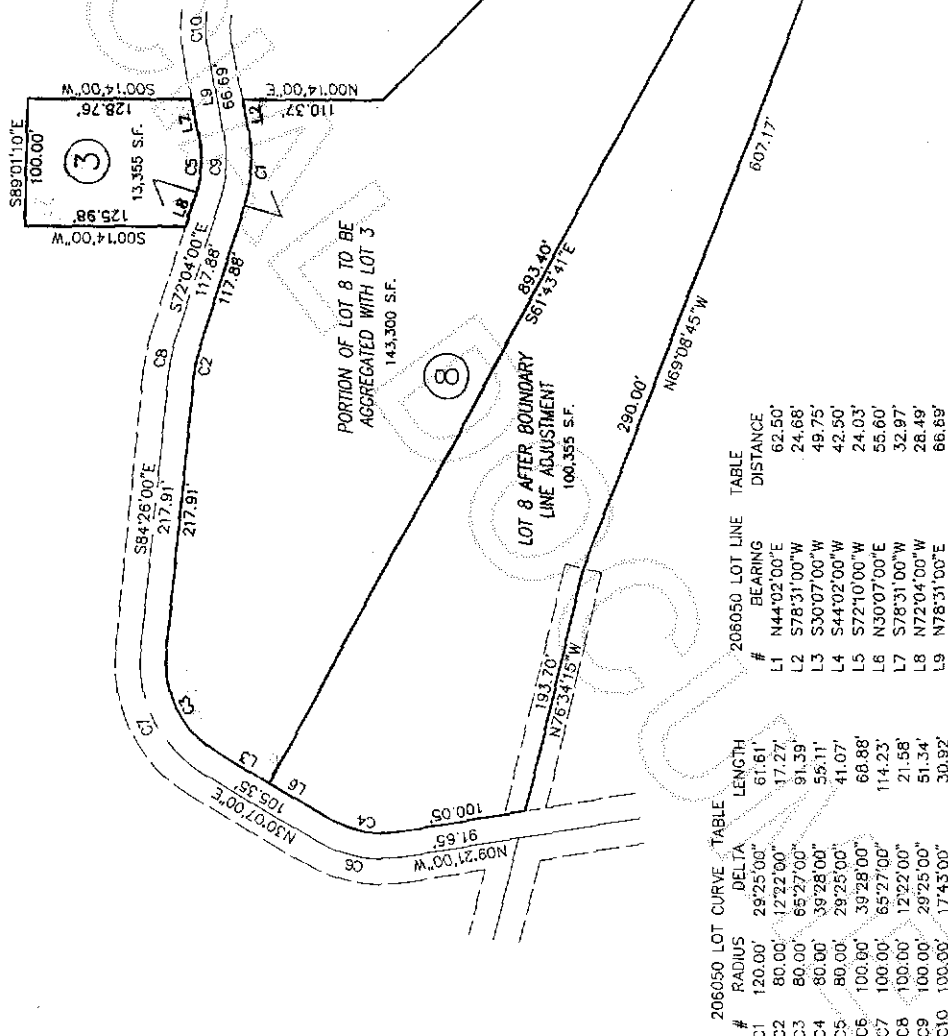 S89°01'10"E
100.00'
3
13,355 S.F.
S00°14'00"W
125.98'
S00°14'00"W
128.76'
N00°14'00"E
110.37'
C10
L9
66.69'
L7
L2
C5
C9
C1
L8
S72°04'00"E
117.88'
117.88'
C8
C2
S84°26'00"E
217.91'
217.91'
C7
C3
L3
L6
N30°07'00"E
105.35'
C4
C6
100.05'
91.65'
N09°21'00"W
PORTION OF LOT 8 TO BE
AGGREGATED WITH LOT 3
143,300 S.F.
893.40'
S61°43'41"E
8
LOT 8 AFTER BOUNDARY
LINE ADJUSTMENT
100,355 S.F.
193.70'
N76°34'15"W
290.00'
N69°08'45"W
607.17'
206050 LOT CURVE TABLE
# RADIUS DELTA LENGTH
C1 120.00' 29°25'00" 61.61'
C2 80.00' 12°22'00" 17.27'
C3 80.00' 65°27'00" 91.39'
C4 80.00' 39°28'00" 55.11'
C5 80.00' 29°25'00" 41.07'
C6 100.00' 39°28'00" 68.88'
C7 100.00' 65°27'00" 114.23'
C8 100.00' 12°22'00" 21.58'
C9 100.00' 29°25'00" 51.34'
C10 100.00' 17°43'00" 30.92'
206050 LOT LINE TABLE
# BEARING DISTANCE
L1 N44°02'00"E 62.50'
L2 S78°31'00"W 24.68'
L3 S30°07'00"W 49.75'
L4 S44°02'00"W 42.50'
L5 S72°10'00"W 24.03'
L6 N30°07'00"E 55.60'
L7 S78°31'00"W 32.97'
L8 N72°04'00"W 28.49'
L9 N78°31'00"E 66.69'